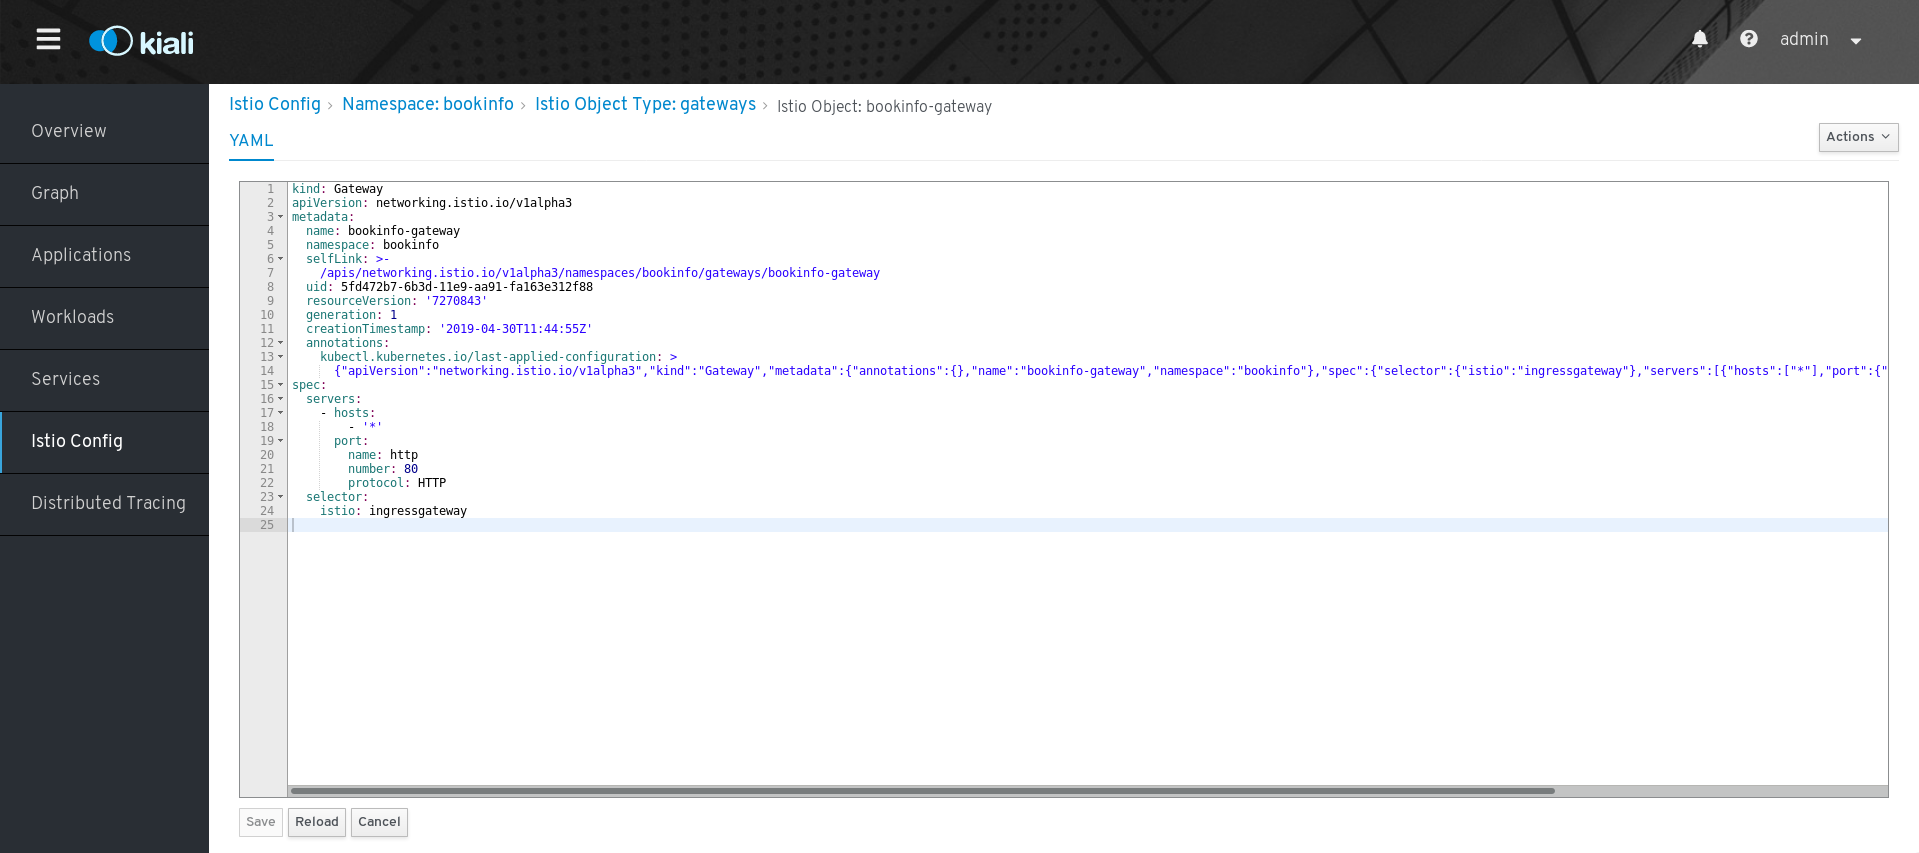 kiali
admin
Overview
Graph
Applications
Workloads
Services
Istio Config
Distributed Tracing
Istio Config › Namespace: bookinfo › Istio Object Type: gateways › Istio Object: bookinfo-gateway
YAML
Actions
1 kind: Gateway
2 apiVersion: networking.istio.io/v1alpha3
3 metadata:
4   name: bookinfo-gateway
5   namespace: bookinfo
6   selfLink: >-
7     /apis/networking.istio.io/v1alpha3/namespaces/bookinfo/gateways/bookinfo-gateway
8   uid: 5fd472b7-6b3d-11e9-aa91-fa163e312f88
9   resourceVersion: '7270843'
10   generation: 1
11   creationTimestamp: '2019-04-30T11:44:55Z'
12   annotations:
13     kubectl.kubernetes.io/last-applied-configuration: >
14       {"apiVersion":"networking.istio.io/v1alpha3","kind":"Gateway","metadata":{"annotations":{},"name":"bookinfo-gateway","namespace":"bookinfo"},"spec":{"selector":{"istio":"ingressgateway"},"servers":[{"hosts":["*"],"port":{"
15 spec:
16   servers:
17     - hosts:
18         - '*'
19       port:
20         name: http
21         number: 80
22         protocol: HTTP
23   selector:
24     istio: ingressgateway
25
Save
Reload
Cancel